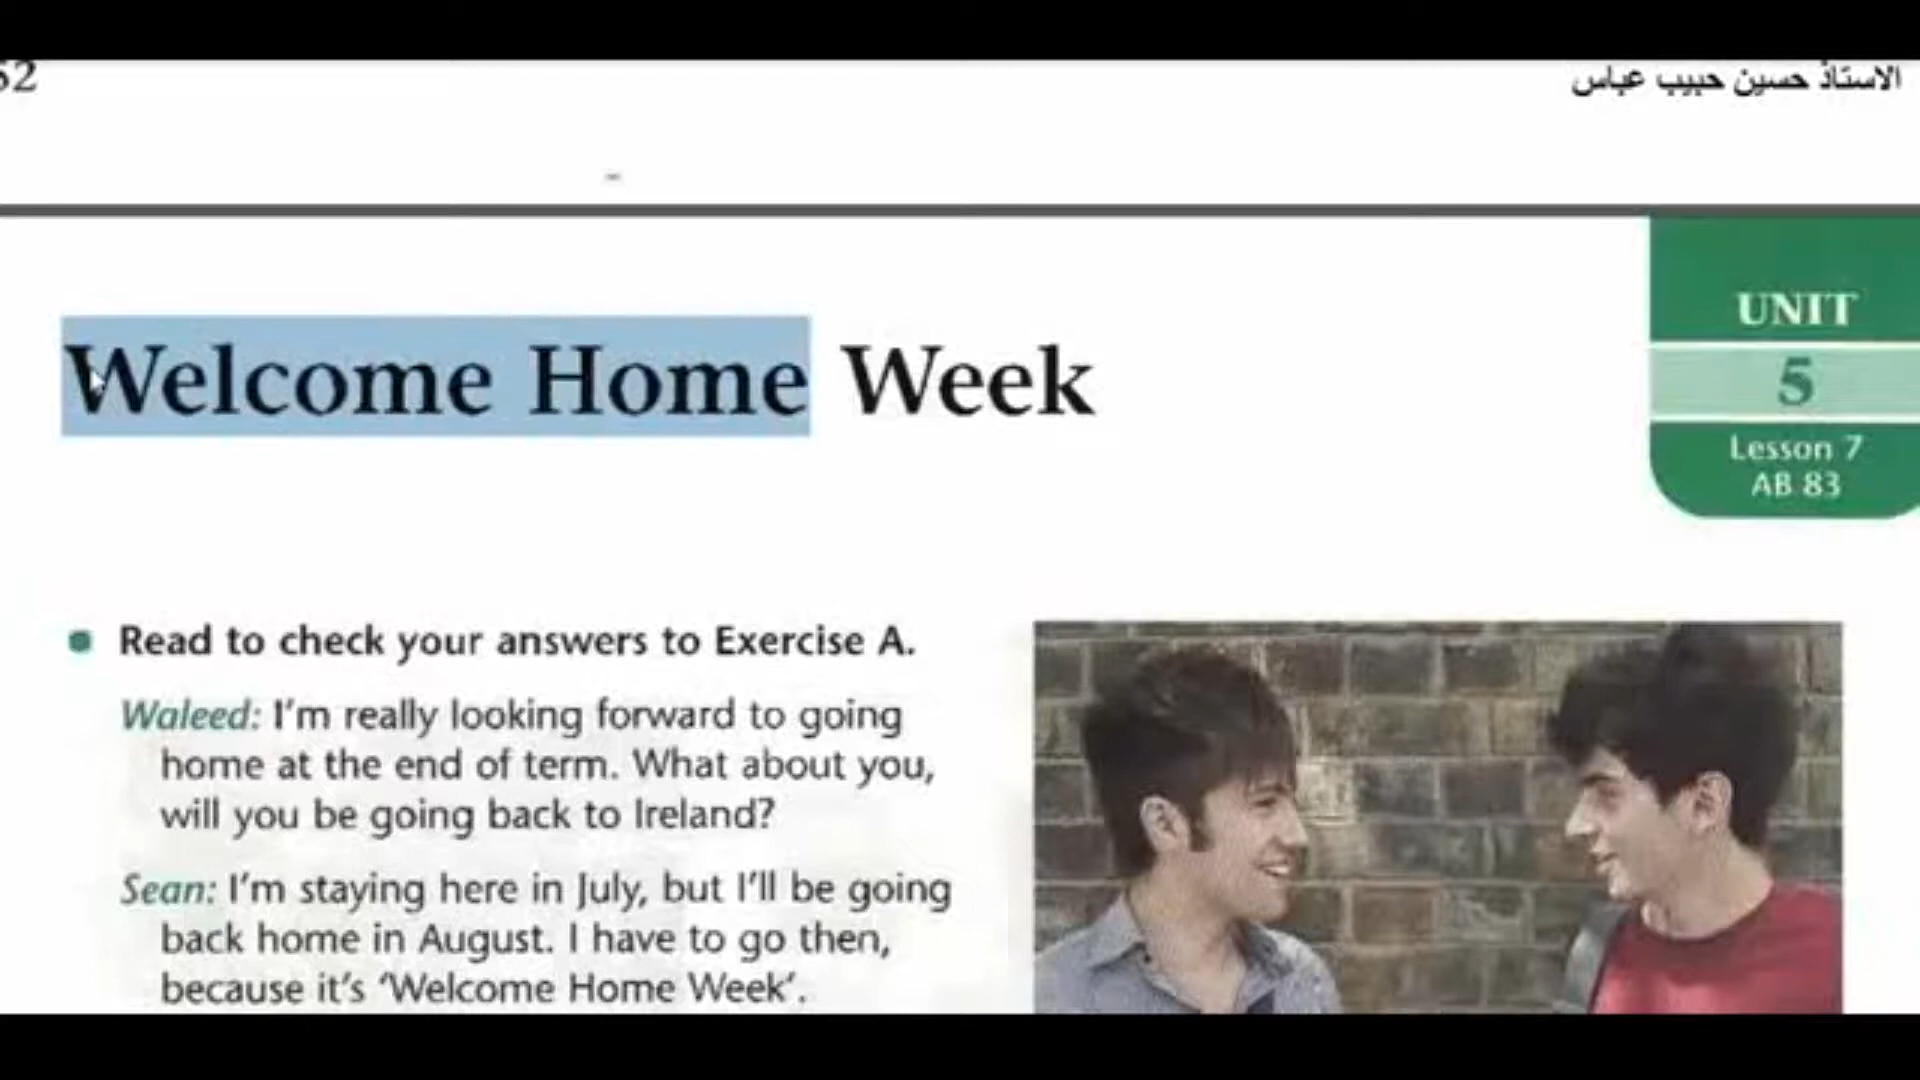 52
الاستاذ حسين حبيب عباس
Welcome Home Week
UNIT
5
Lesson 7
AB 83
Read to check your answers to Exercise A.
Waleed: I'm really looking forward to going
home at the end of term. What about you,
will you be going back to Ireland?
Sean: I'm staying here in July, but I'll be going
back home in August. I have to go then,
because it's 'Welcome Home Week'.